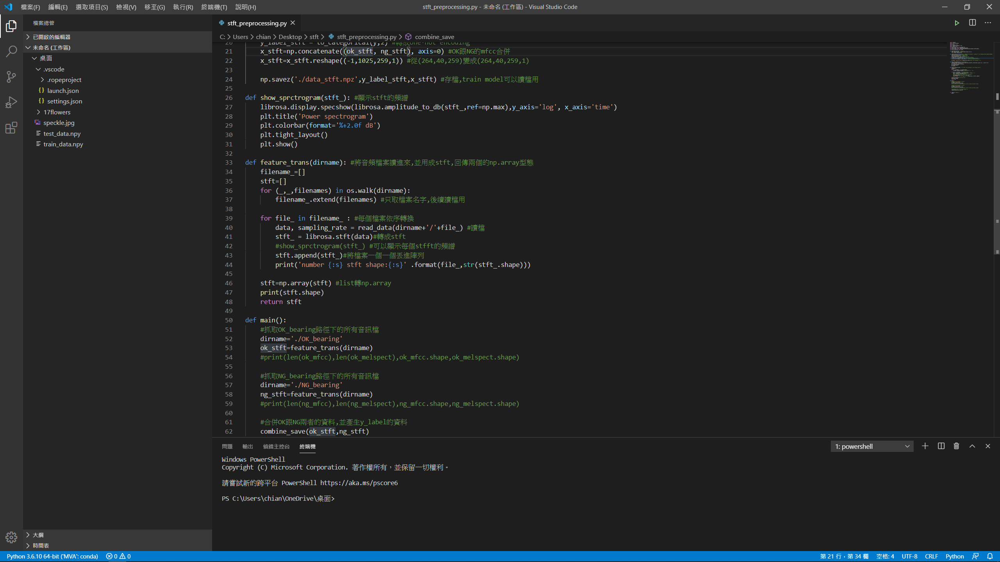 檔案(F) 編輯(E) 選取項目(S) 檢視(V) 移至(G) 執行(R) 終端機(T) 說明(H)
stft_preprocessing.py - 未命名 (工作區) - Visual Studio Code
檔案總管
已開啟的編輯器
未命名 (工作區)
桌面
.vscode
.ropeproject
{} launch.json
{} settings.json
17flowers
speckle.jpg
test_data.npy
train_data.npy
大綱
時間表
stft_preprocessing.py
C: > Users > chian > Desktop > stft > stft_preprocessing.py > combine_save
20 y_label_stft = to_categorical(y,2) #轉成one-hot encoding
21 x_stft=np.concatenate((ok_stft, ng_stft), axis=0) #OK跟NG的mfcc合併
22 x_stft=x_stft.reshape((-1,1025,259,1)) #從(264,40,259)變成(264,40,259,1)
23
24 np.savez('./data_stft.npz',y_label_stft,x_stft) #存檔,train model可以讀檔用
25
26 def show_sprctrogram(stft_): #顯示stft的頻譜
27 librosa.display.specshow(librosa.amplitude_to_db(stft_,ref=np.max),y_axis='log', x_axis='time')
28 plt.title('Power spectrogram')
29 plt.colorbar(format='%+2.0f dB')
30 plt.tight_layout()
31 plt.show()
32
33 def feature_trans(dirname): #將音頻檔案讀進來,並用成stft,回傳兩個的np.array型態
34 filename_=[]
35 stft=[]
36 for (_,_,filenames) in os.walk(dirname):
37 filename_.extend(filenames) #只取檔案名字,後續讀檔用
38
39 for file_ in filename_ : #每個檔案依序轉換
40 data, sampling_rate = read_data(dirname+'/'+file_) #讀檔
41 stft_ = librosa.stft(data)#轉成stft
42 #show_sprctrogram(stft_) #可以顯示每個stfft的頻譜
43 stft.append(stft_)#將檔案一個一個丟進陣列
44 print('number {:s} stft shape:{:s}' .format(file_,str(stft_.shape)))
45
46 stft=np.array(stft) #list轉np.array
47 print(stft.shape)
48 return stft
49
50 def main():
51 #抓取OK_bearing路徑下的所有音訊檔
52 dirname='./OK_bearing'
53 ok_stft=feature_trans(dirname)
54 #print(len(ok_mfcc),len(ok_melspect),ok_mfcc.shape,ok_melspect.shape)
55
56 #抓取NG_bearing路徑下的所有音訊檔
57 dirname='./NG_bearing'
58 ng_stft=feature_trans(dirname)
59 #print(len(ng_mfcc),len(ng_melspect),ng_mfcc.shape,ng_melspect.shape)
60
61 #合併OK跟NG兩者的資料,並產生y_label的資料
62 combine_save(ok_stft,ng_stft)
問題 輸出 偵錯主控台 終端機
1: powershell
Windows PowerShell
Copyright (C) Microsoft Corporation. 著作權所有，並保留一切權利。
請嘗試新的跨平台 PowerShell https://aka.ms/pscore6
PS C:\Users\chian\OneDrive\桌面>
Python 3.6.10 64-bit ('MVA': conda) 0 0
第 21 行，第 34 欄 空格: 4 UTF-8 CRLF Python